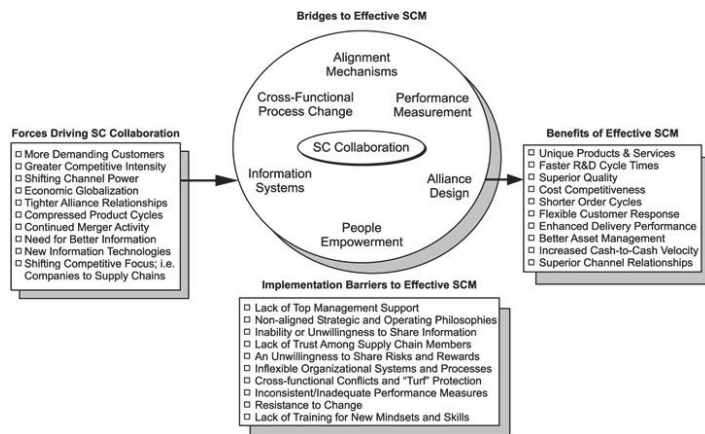 Bridges to Effective SCM
Alignment
Mechanisms
Cross-Functional
Process Change
Performance
Measurement
SC Collaboration
Information
Systems
Alliance
Design
People
Empowerment
Forces Driving SC Collaboration
More Demanding Customers
Greater Competitive Intensity
Shifting Channel Power
Economic Globalization
Tighter Alliance Relationships
Compressed Product Cycles
Continued Merger Activity
Need for Better Information
New Information Technologies
Shifting Competitive Focus; i.e.
Companies to Supply Chains
Benefits of Effective SCM
Unique Products & Services
Faster R&D Cycle Times
Superior Quality
Cost Competitiveness
Shorter Order Cycles
Flexible Customer Response
Enhanced Delivery Performance
Better Asset Management
Increased Cash-to-Cash Velocity
Superior Channel Relationships
Implementation Barriers to Effective SCM
Lack of Top Management Support
Non-aligned Strategic and Operating Philosophies
Inability or Unwillingness to Share Information
Lack of Trust Among Supply Chain Members
An Unwillingness to Share Risks and Rewards
Inflexible Organizational Systems and Processes
Cross-functional Conflicts and “Turf” Protection
Inconsistent/Inadequate Performance Measures
Resistance to Change
Lack of Training for New Mindsets and Skills